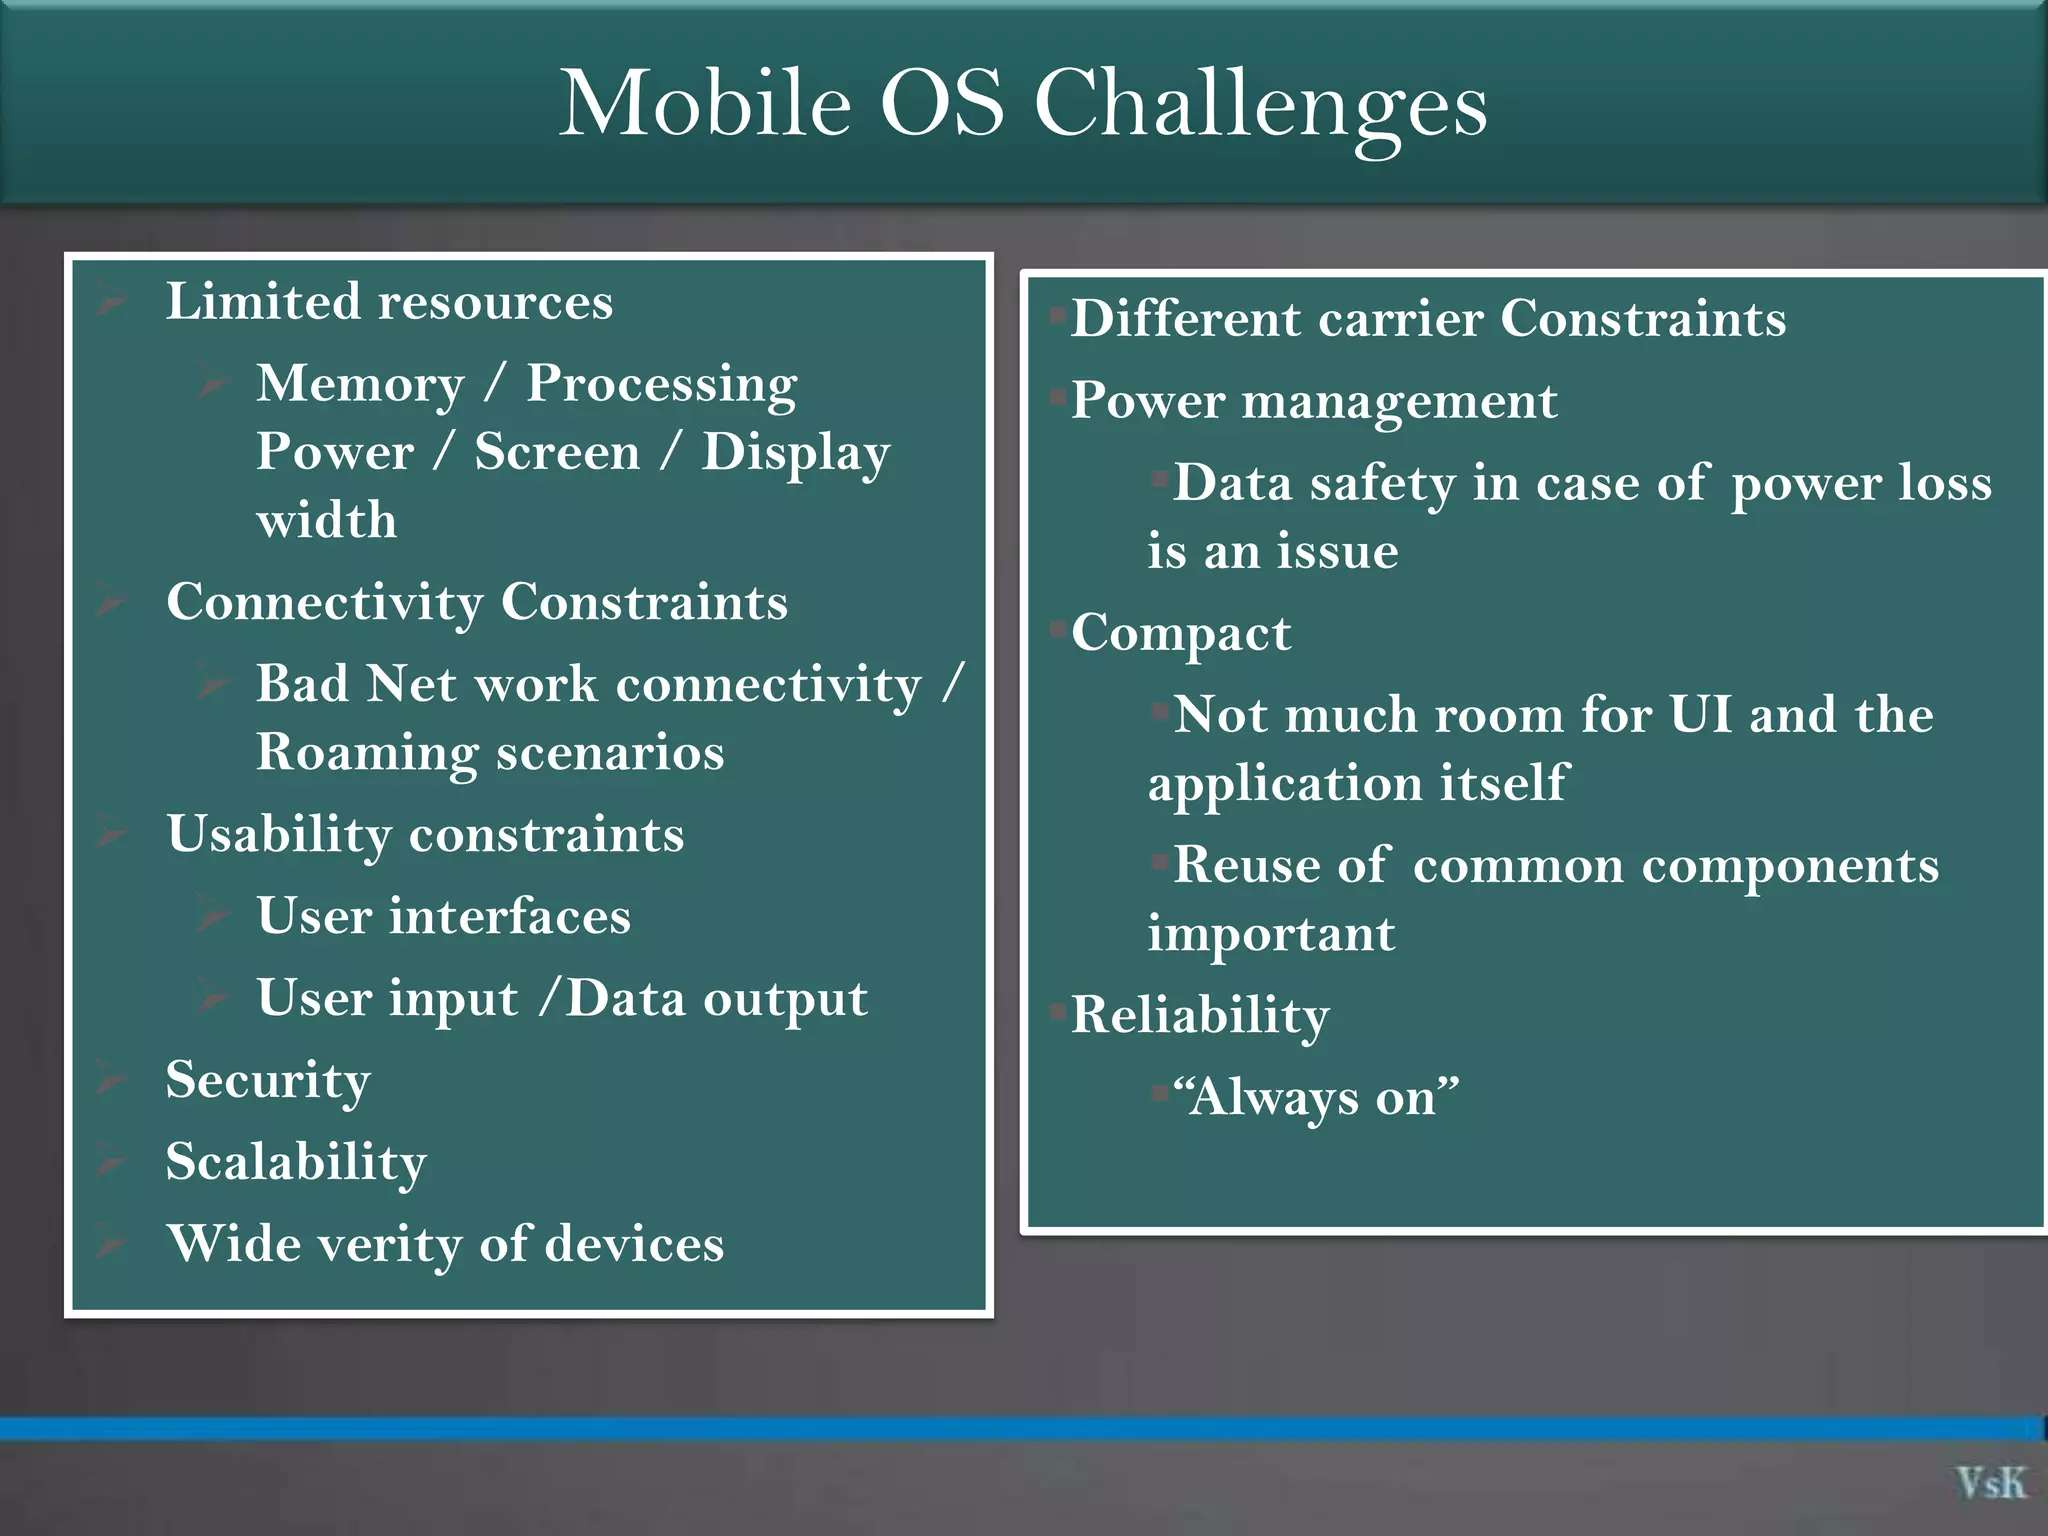 Mobile OS Challenges
Limited resources
Memory / Processing
Power / Screen / Display
width
Connectivity Constraints
Bad Net work connectivity /
Roaming scenarios
Usability constraints
User interfaces
User input /Data output
Security
Scalability
Wide verity of devices
Different carrier Constraints
Power management
Data safety in case of power loss
is an issue
Compact
Not much room for UI and the
application itself
Reuse of common components
important
Reliability
“Always on”
VsK